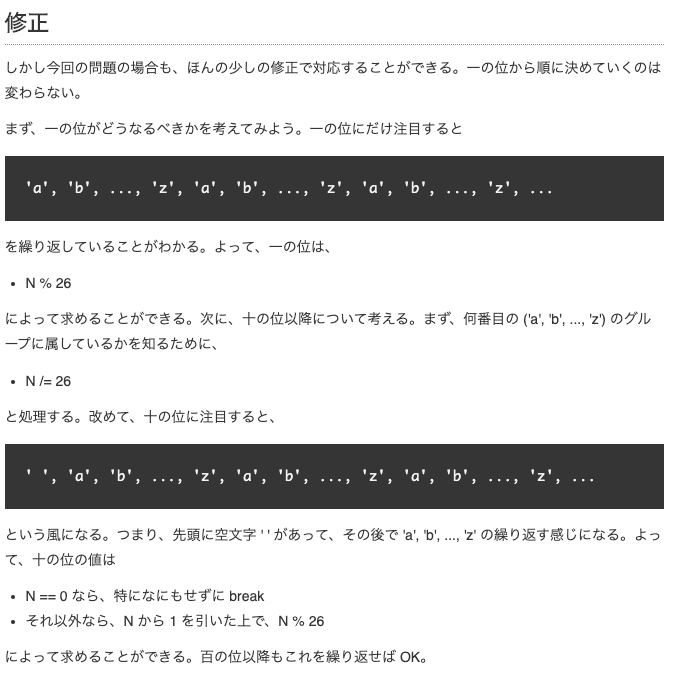 修正
しかし今回の問題の場合も、ほんの少しの修正で対応することができる。一の位から順に決めていくのは
変わらない。
まず、一の位がどうなるべきかを考えてみよう。一の位にだけ注目すると
'a', 'b', ..., 'z', 'a', 'b', ..., 'z', 'a', 'b', ..., 'z', ...
を繰り返していることがわかる。よって、一の位は、
• N % 26
によって求めることができる。次に、十の位以降について考える。まず、何番目の ('a', 'b', ..., 'z') のグル
ープに属しているかを知るために、
• N /= 26
と処理する。改めて、十の位に注目すると、
' ', 'a', 'b', ..., 'z', 'a', 'b', ..., 'z', 'a', 'b', ..., 'z', ...
という風になる。つまり、先頭に空文字 ' ' があって、その後で 'a', 'b', ..., 'z' の繰り返す感じになる。よっ
て、十の位の値は
• N == 0 なら、特になにもせずに break
• それ以外なら、N から 1 を引いた上で、N % 26
によって求めることができる。百の位以降もこれを繰り返せば OK。